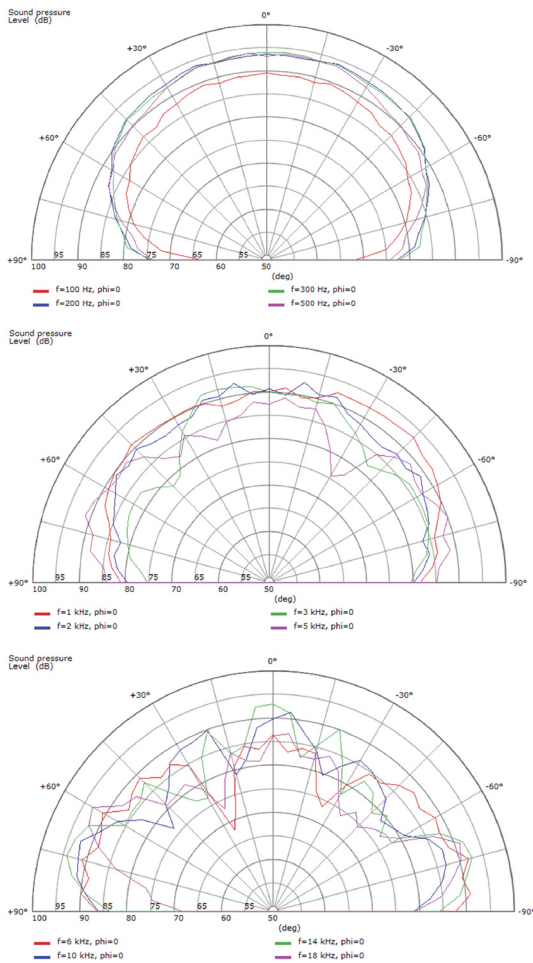 Sound pressure
Level (dB)
0°
+30°
-30°
+60°
-60°
+90°
95
85
75
65
55
-90°
100
90
80
70
60
50
(deg)
f=100 Hz, phi=0
f=300 Hz, phi=0
f=200 Hz, phi=0
f=500 Hz, phi=0
Sound pressure
Level (dB)
0°
+30°
-30°
+60°
-60°
+90°
95
85
75
65
55
-90°
100
90
80
70
60
50
(deg)
f=1 kHz, phi=0
f=3 kHz, phi=0
f=2 kHz, phi=0
f=5 kHz, phi=0
Sound pressure
Level (dB)
0°
+30°
-30°
+60°
-60°
+90°
95
85
75
65
55
-90°
100
90
80
70
60
50
(deg)
f=6 kHz, phi=0
f=14 kHz, phi=0
f=10 kHz, phi=0
f=18 kHz, phi=0